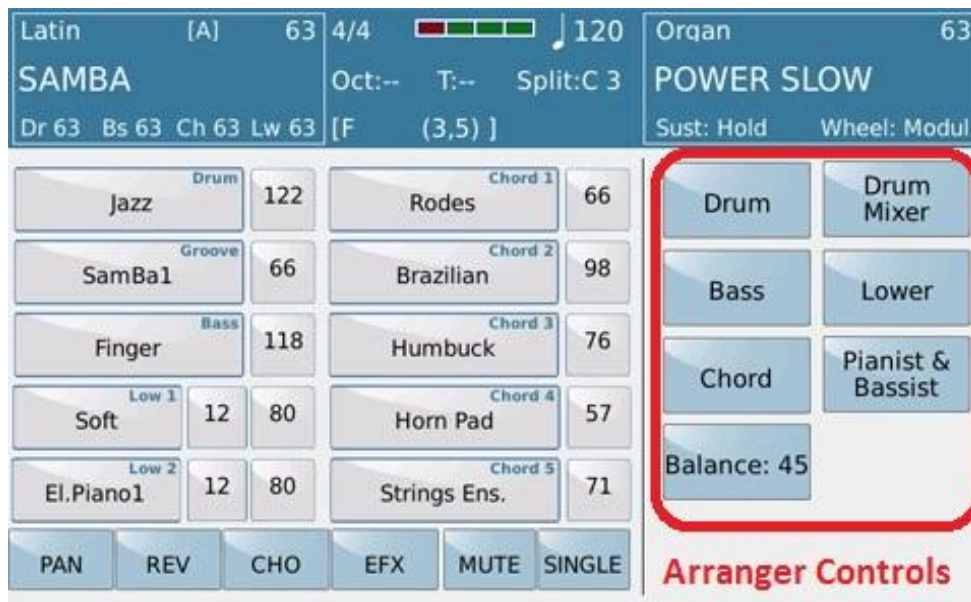 Latin [A] 63
SAMBA
Dr 63 Bs 63 Ch 63 Lw 63
4/4 120
Oct:-- T:-- Split:C 3
[F (3,5) ]
Organ 63
POWER SLOW
Sust: Hold Wheel: Modul
Drum
Jazz 122
Groove
SamBa1 66
Bass
Finger 118
Low 1
Soft 12 80
Low 2
El.Piano1 12 80
Chord 1
Rodes 66
Chord 2
Brazilian 98
Chord 3
Humbuck 76
Chord 4
Horn Pad 57
Chord 5
Strings Ens. 71
Drum
Drum
Mixer
Bass
Lower
Chord
Pianist &
Bassist
Balance: 45
PAN REV CHO EFX MUTE SINGLE
Arranger Controls